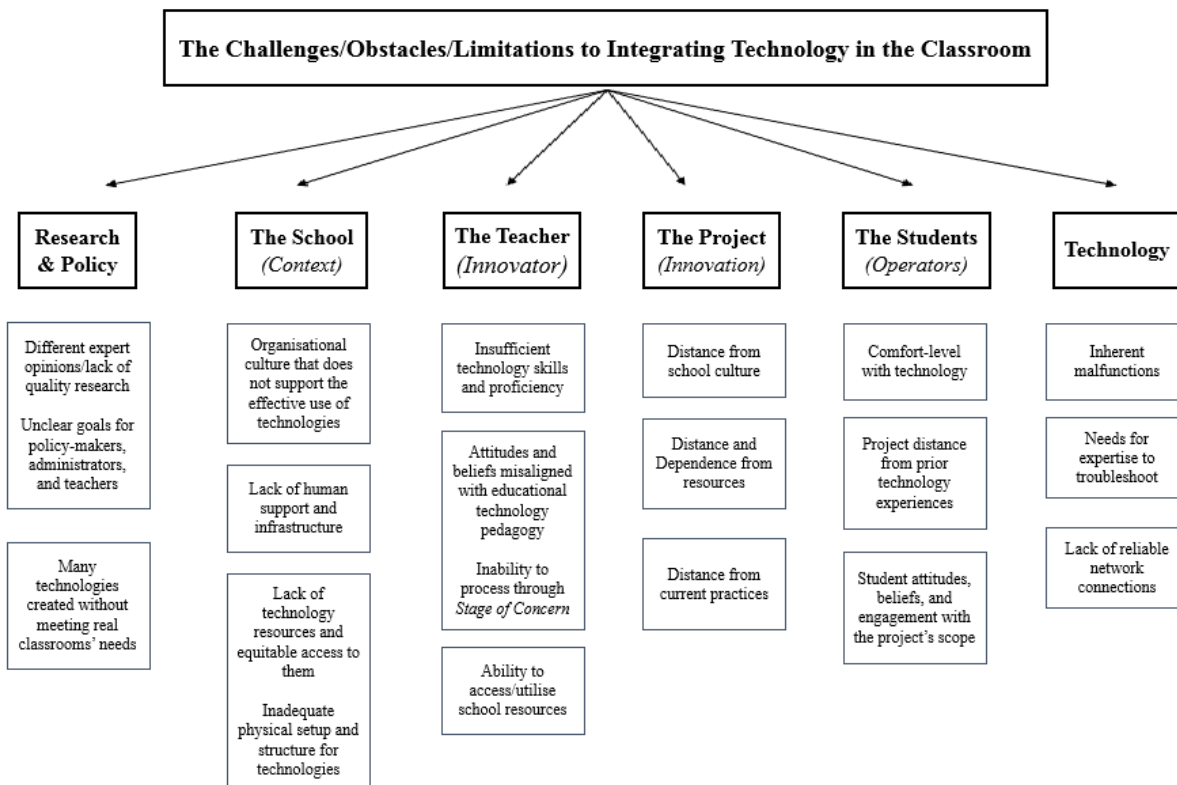 The Challenges/Obstacles/Limitations to Integrating Technology in the Classroom
Research
& Policy
Different expert
opinions/lack of
quality research
Unclear goals for
policy-makers,
administrators,
and teachers
Many
technologies
created without
meeting real
classrooms' needs
The School
(Context)
Organisational
culture that does
not support the
effective use of
technologies
Lack of human
support and
infrastructure
Lack of
technology
resources and
equitable access to
them
Inadequate
physical setup and
structure for
technologies
The Teacher
(Innovator)
Insufficient
technology skills
and proficiency
Attitudes and
beliefs misaligned
with educational
technology
pedagogy
Inability to
process through
Stage of Concern
Ability to
access/utilise
school resources
The Project
(Innovation)
Distance from
school culture
Distance and
Dependence from
resources
Distance from
current practices
The Students
(Operators)
Comfort-level
with technology
Project distance
from prior
technology
experiences
Student attitudes,
beliefs, and
engagement with
the project's scope
Technology
Inherent
malfunctions
Needs for
expertise to
troubleshoot
Lack of reliable
network
connections